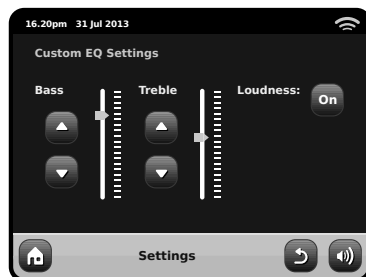 16.20pm 31 Jul 2013
Custom EQ Settings
Bass Treble Loudness:
On
Settings